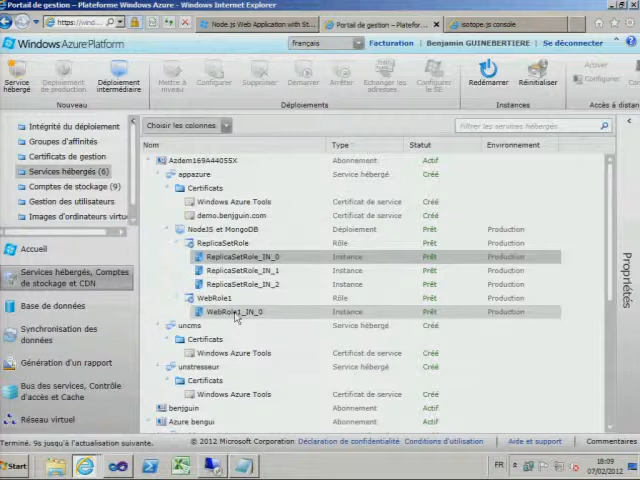 Portail de gestion - Plateforme Windows Azure - Windows Internet Explorer
https://wind...
Node.js Web Application with St...
Portail de gestion – Platefor...
isotope.js console
Windows Azure Platform
français
Facturation
Benjamin GUINEBERTIERE
Se déconnecter
Service hébergé
Déploiement de production
Déploiement intermédiaire
Mettre à niveau
Configurer
Supprimer
Démarrer
Arrêter
Echanger les adresses
Configurer le SE
Redémarrer
Réinitialiser
Activer
Configurer
Nouveau
Déploiements
Instances
Accès à distan
Intégrité du déploiement
Groupes d'affinités
Certificats de gestion
Services hébergés (6)
Comptes de stockage (9)
Gestion des utilisateurs
Images d'ordinateurs virtu
Accueil
Services hébergés, Comptes
de stockage et CDN
Base de données
Synchronisation des
données
Génération d'un rapport
Bus des services, Contrôle
d'accès et Cache
Réseau virtuel
Choisir les colonnes
Filtrer les services hébergés.
Nom Type Statut Environnement
Azdem169A44055X Abonnement Actif
appazure Service hébergé Créé
Certificats
Windows Azure Tools Certificat de service Créé
demo.benjguin.com Certificat de service Créé
NodeJS et MongoDB Déploiement Prêt Production
ReplicaSetRole Rôle Prêt Production
ReplicaSetRole_IN_0 Instance Prêt Production
ReplicaSetRole_IN_1 Instance Prêt Production
ReplicaSetRole_IN_2 Instance Prêt Production
WebRole1 Rôle Prêt Production
WebRole1_IN_0 Instance Prêt Production
uncms Service hébergé Créé
Certificats
Windows Azure Tools Certificat de service Créé
unstresseur Service hébergé Créé
Certificats
Windows Azure Tools Certificat de service Créé
benjguin Abonnement Actif
Azure bengui Abonnement Actif
Propriétés
Terminé. 9s jusqu'à l'actualisation suivante.
© 2012 Microsoft Corporation
Déclaration de confidentialité
Conditions d'utilisation
Aide et support
Commentaires
Start
FR
18:09
07/02/2012